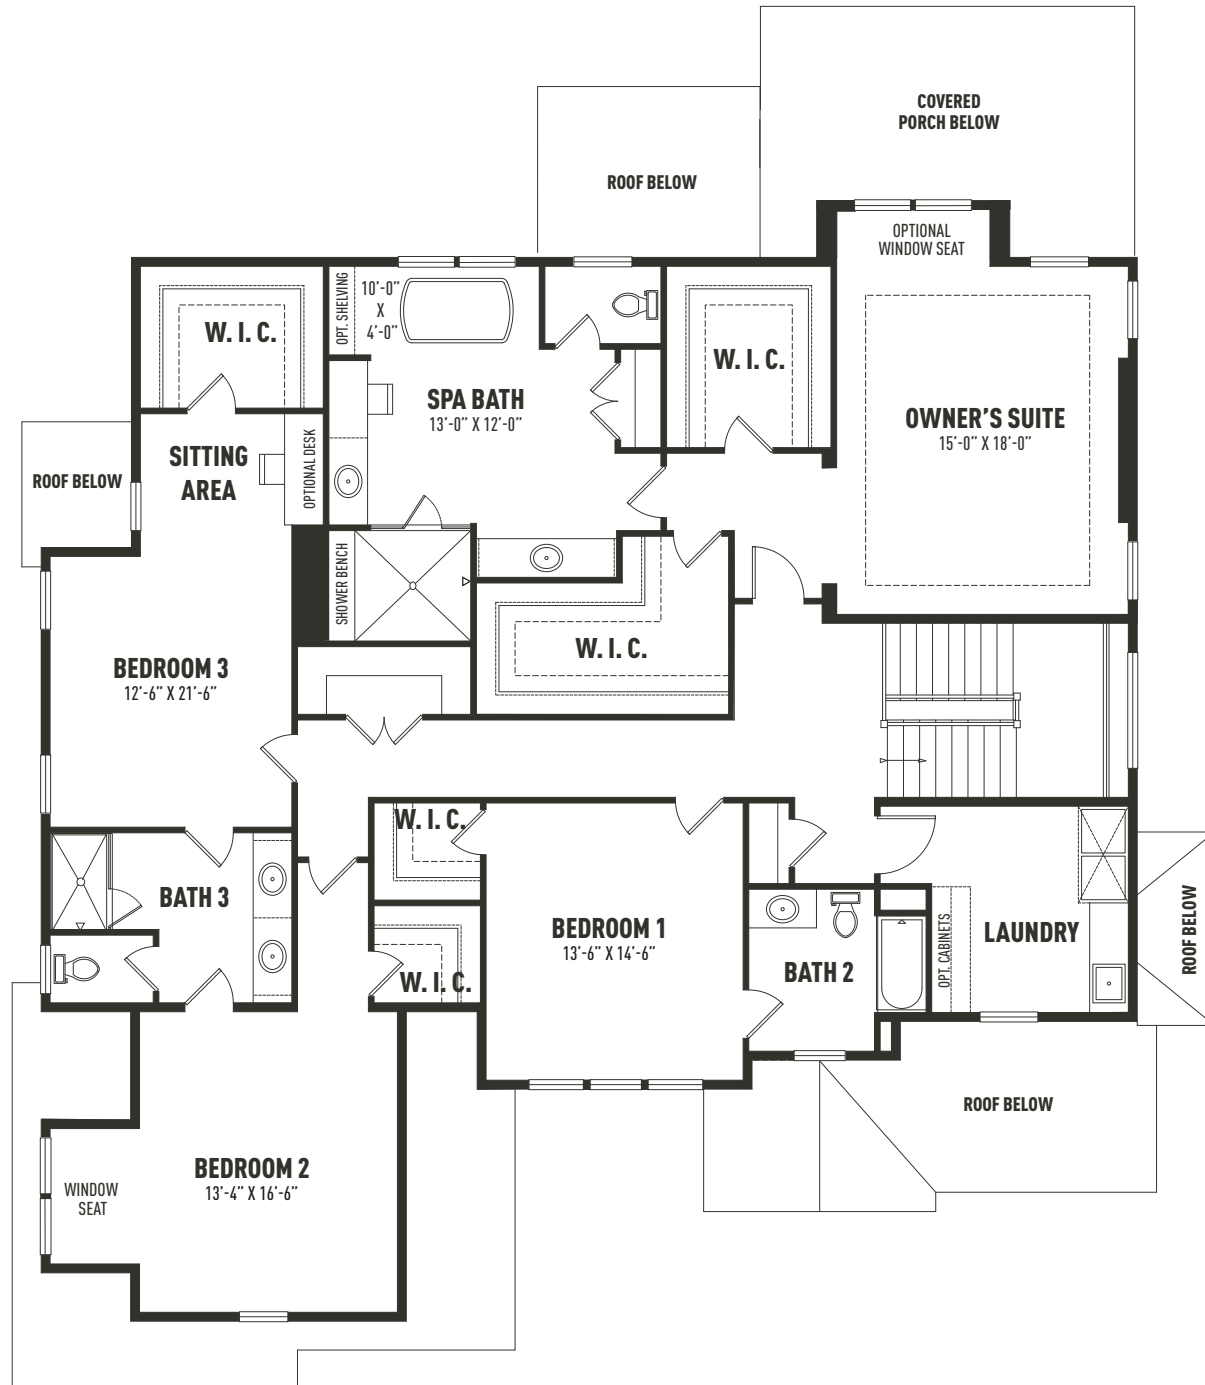 COVERED
PORCH BELOW
ROOF BELOW
OPTIONAL
WINDOW SEAT
OPT. SHELVING
10'-0"
X
4'-0"
W. I. C.
W. I. C.
SPA BATH
13'-0" X 12'-0"
OWNER'S SUITE
15'-0" X 18'-0"
SITTING
AREA
OPTIONAL DESK
ROOF BELOW
SHOWER BENCH
W. I. C.
BEDROOM 3
12'-6" X 21'-6"
W. I. C.
BATH 3
BEDROOM 1
13'-6" X 14'-6"
LAUNDRY
OPT. CABINETS
ROOF BELOW
BATH 2
W. I. C.
ROOF BELOW
BEDROOM 2
13'-4" X 16'-6"
WINDOW
SEAT